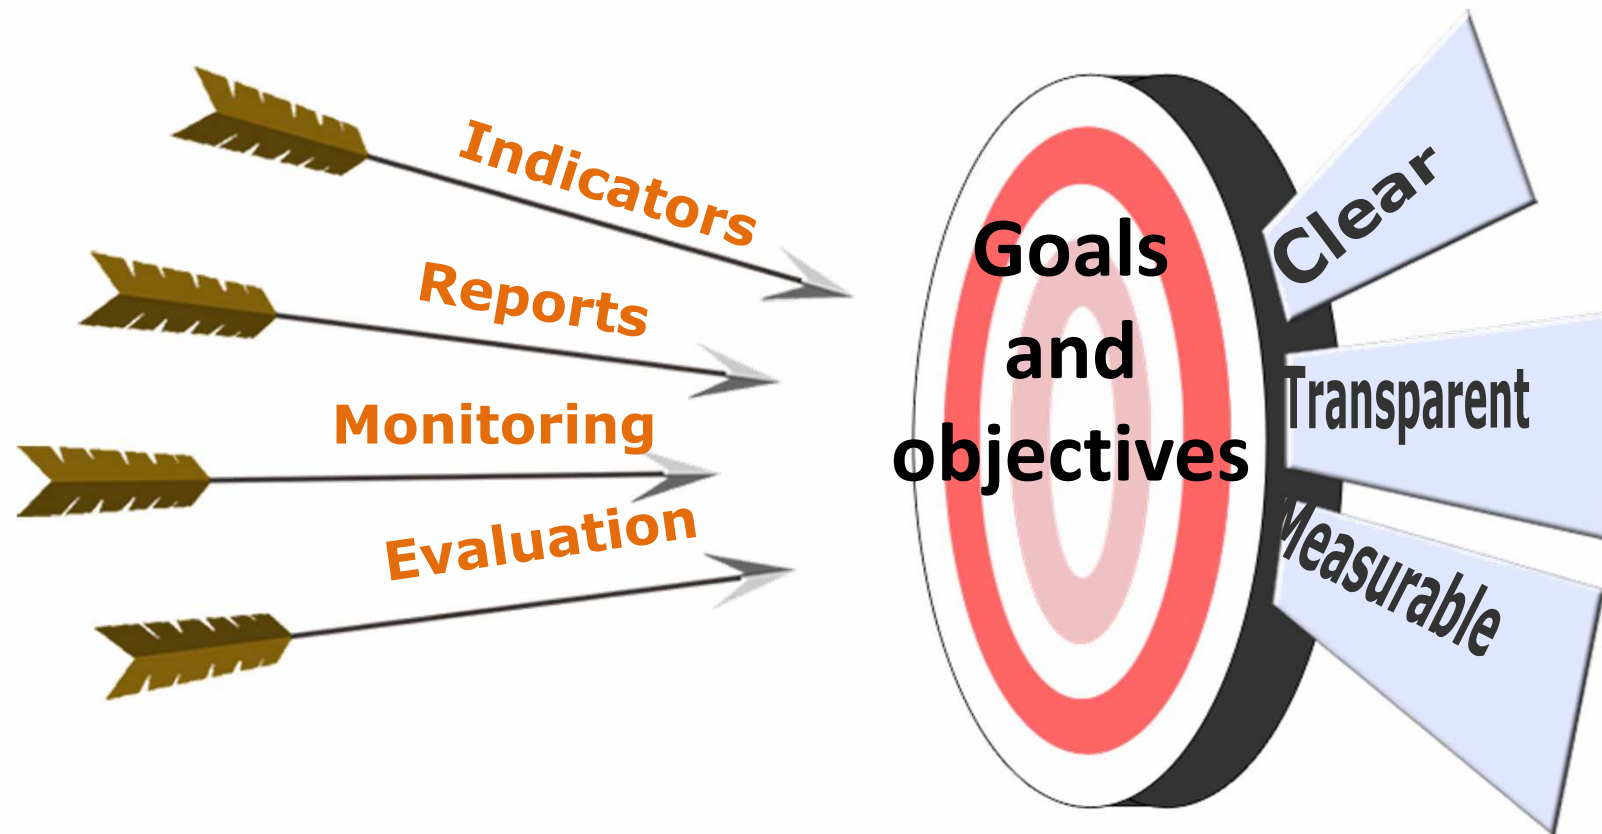 Indicators
Reports
Monitoring
Evaluation
Goals
and
objectives
Clear
Transparent
Measurable